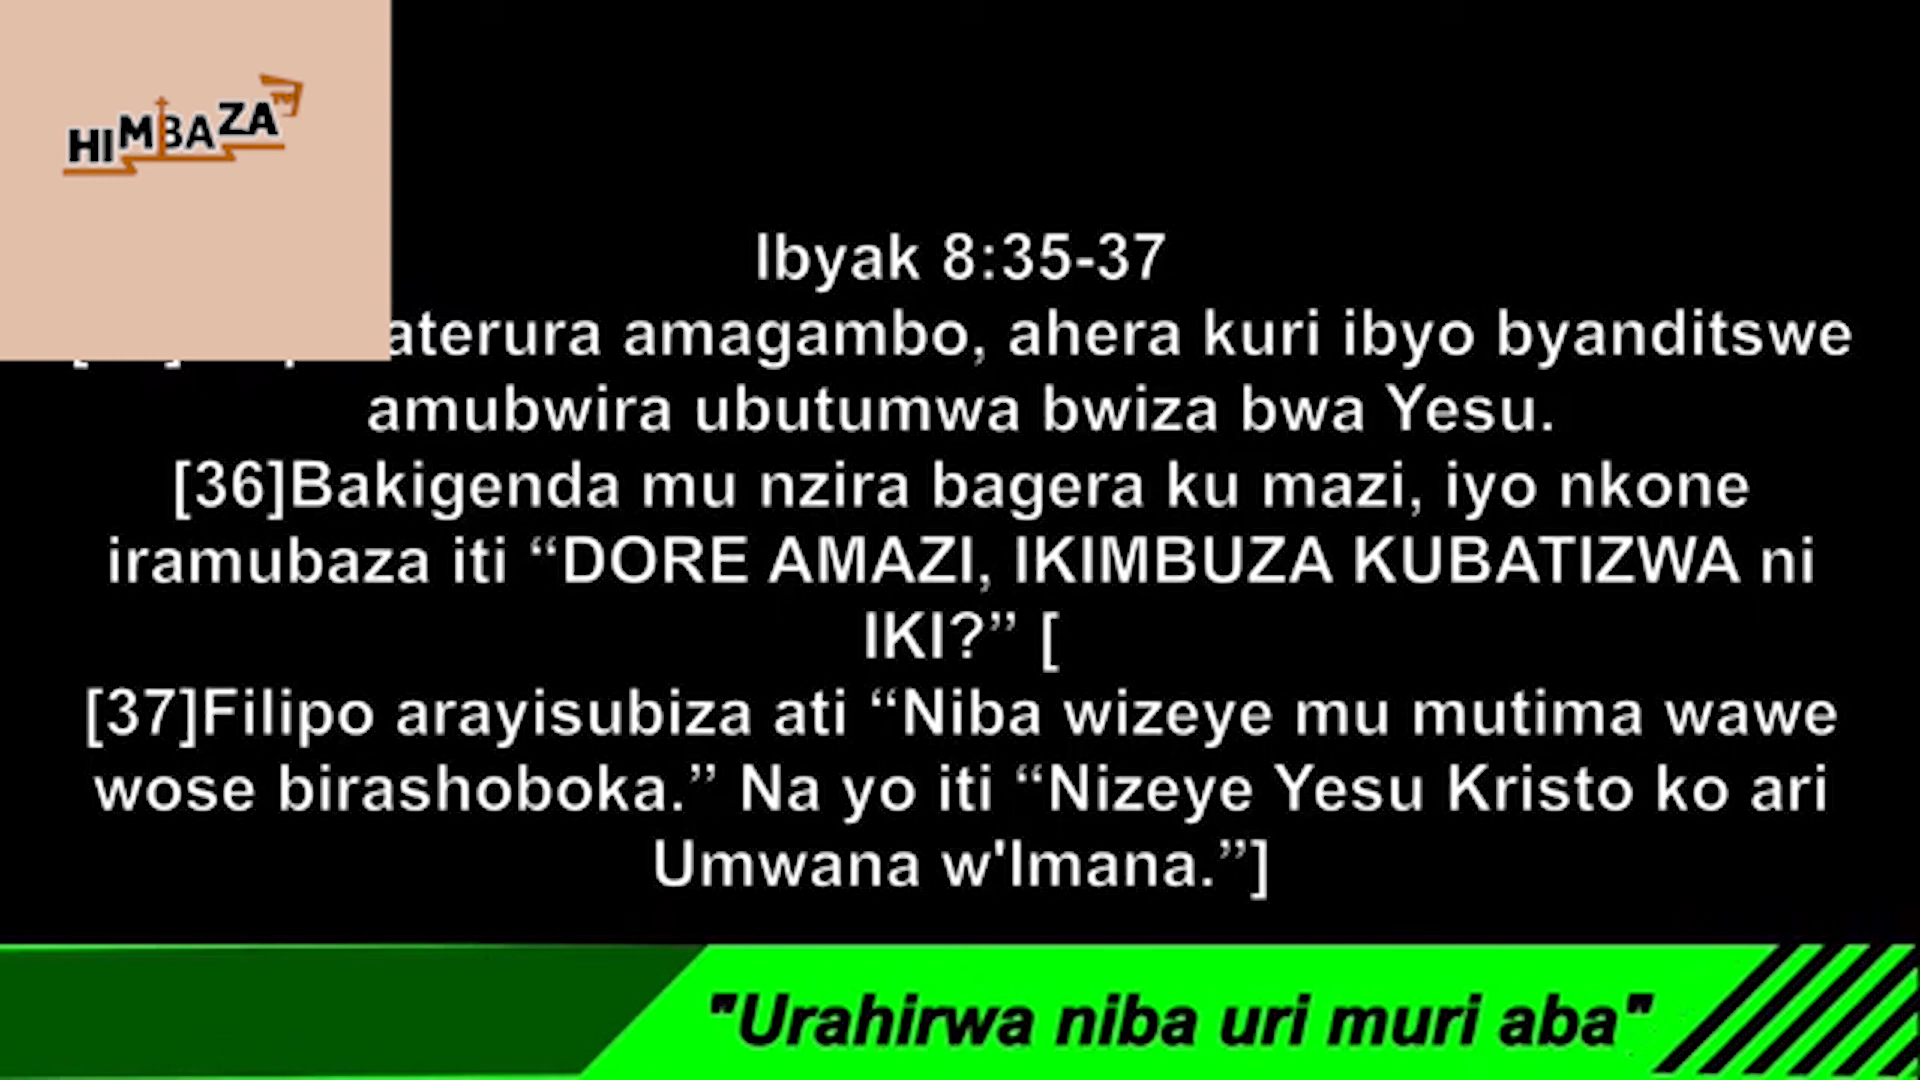 HIMBAZA TV
Ibyak 8:35-37
aterura amagambo, ahera kuri ibyo byanditswe
amubwira ubutumwa bwiza bwa Yesu.
[36]Bakigenda mu nzira bagera ku mazi, iyo nkone
iramubaza iti “DORE AMAZI, IKIMBUZA KUBATIZWA ni
IKI?” [
[37]Filipo arayisubiza ati “Niba wizeye mu mutima wawe
wose birashoboka.” Na yo iti “Nizeye Yesu Kristo ko ari
Umwana w'Imana.”]
"Urahirwa niba uri muri aba"